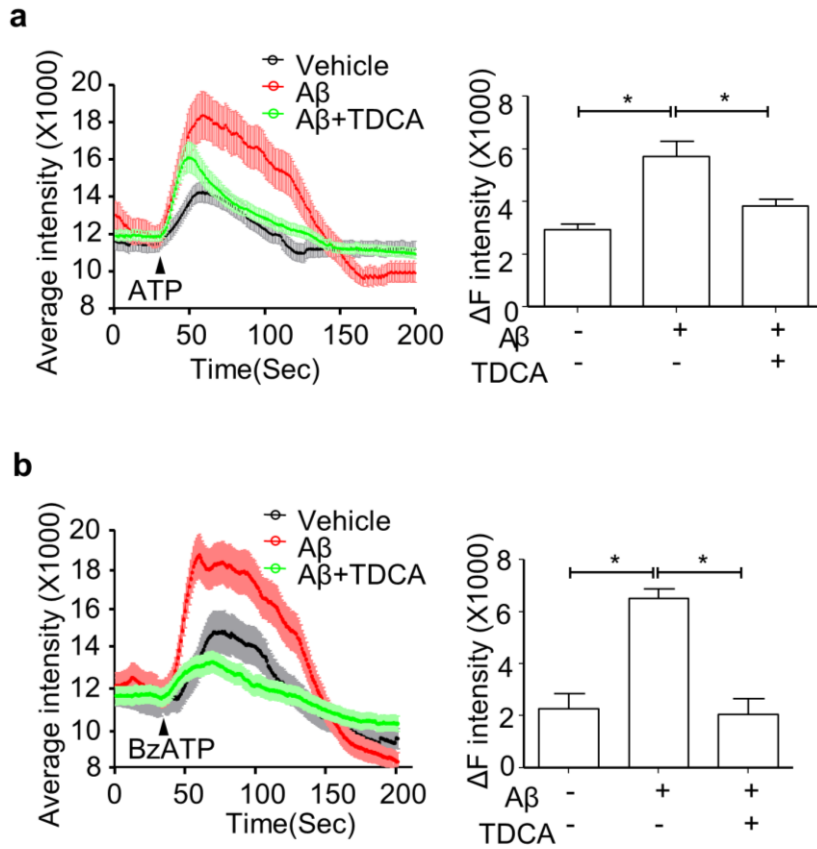 a
Average intensity (X1000)
20
18
16
14
12
10
8
Vehicle
Aβ
Aβ+TDCA
ATP
0 50 100 150 200
Time(Sec)
ΔF intensity (X1000)
8
6
4
2
0
* *
Aβ - + +
TDCA - - +
b
Average intensity (X1000)
20
18
16
14
12
10
8
Vehicle
Aβ
Aβ+TDCA
BzATP
0 50 100 150 200
Time(Sec)
ΔF intensity (X1000)
8
6
4
2
0
* *
Aβ - + +
TDCA - - +